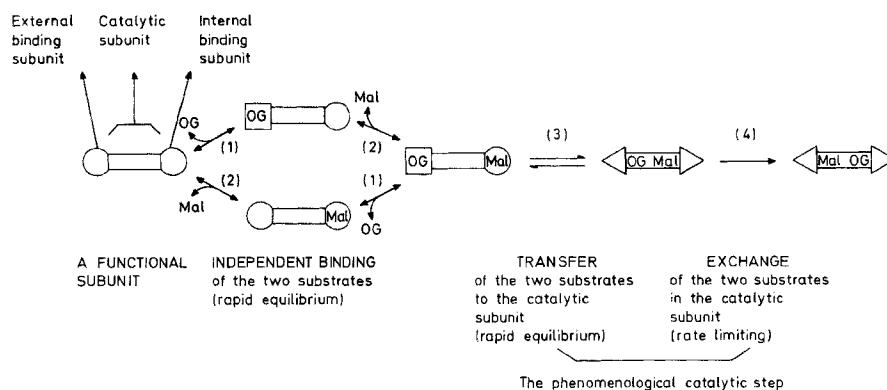 External
binding
subunit
Catalytic
subunit
Internal
binding
subunit
OG
(1)
(2)
Mal
OG
Mal
(2)
Mal
(1)
OG
OG
Mal
(3)
OG Mal
(4)
Mal OG
A FUNCTIONAL
SUBUNIT
INDEPENDENT BINDING
of the two substrates
(rapid equilibrium)
TRANSFER
of the two substrates
to the catalytic
subunit
(rapid equilibrium)
EXCHANGE
of the two substrates
in the catalytic
subunit
(rate limiting)
The phenomenological catalytic step